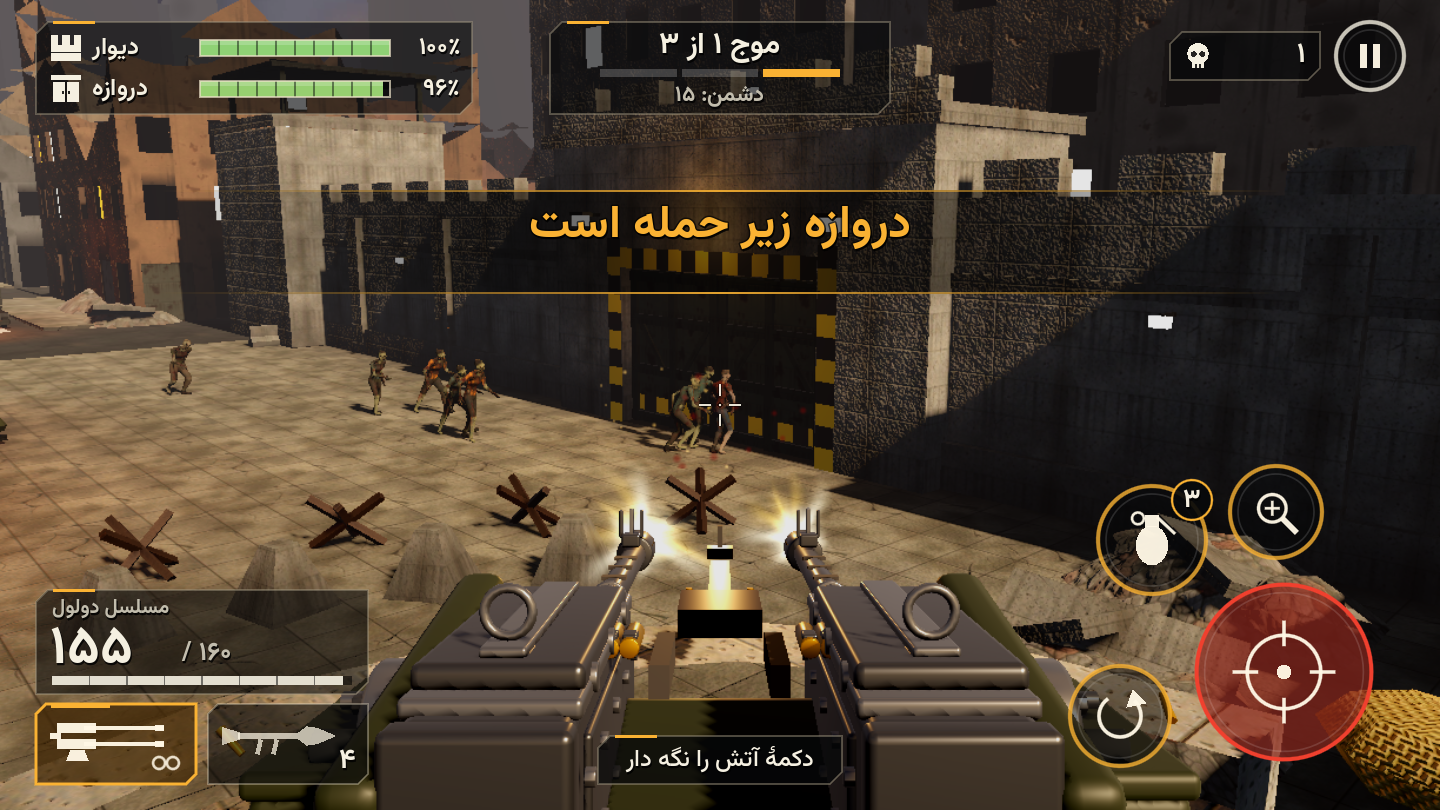 دیوار ۱۰۰٪
دروازه ۹۶٪
موج ۱ از ۳
دشمن: ۱۵
۱
دروازه زیر حمله است
۳
مسلسل دولول
۱۵۵ / ۱۶۰
∞
۴
دکمهٔ آتش را نگه دار